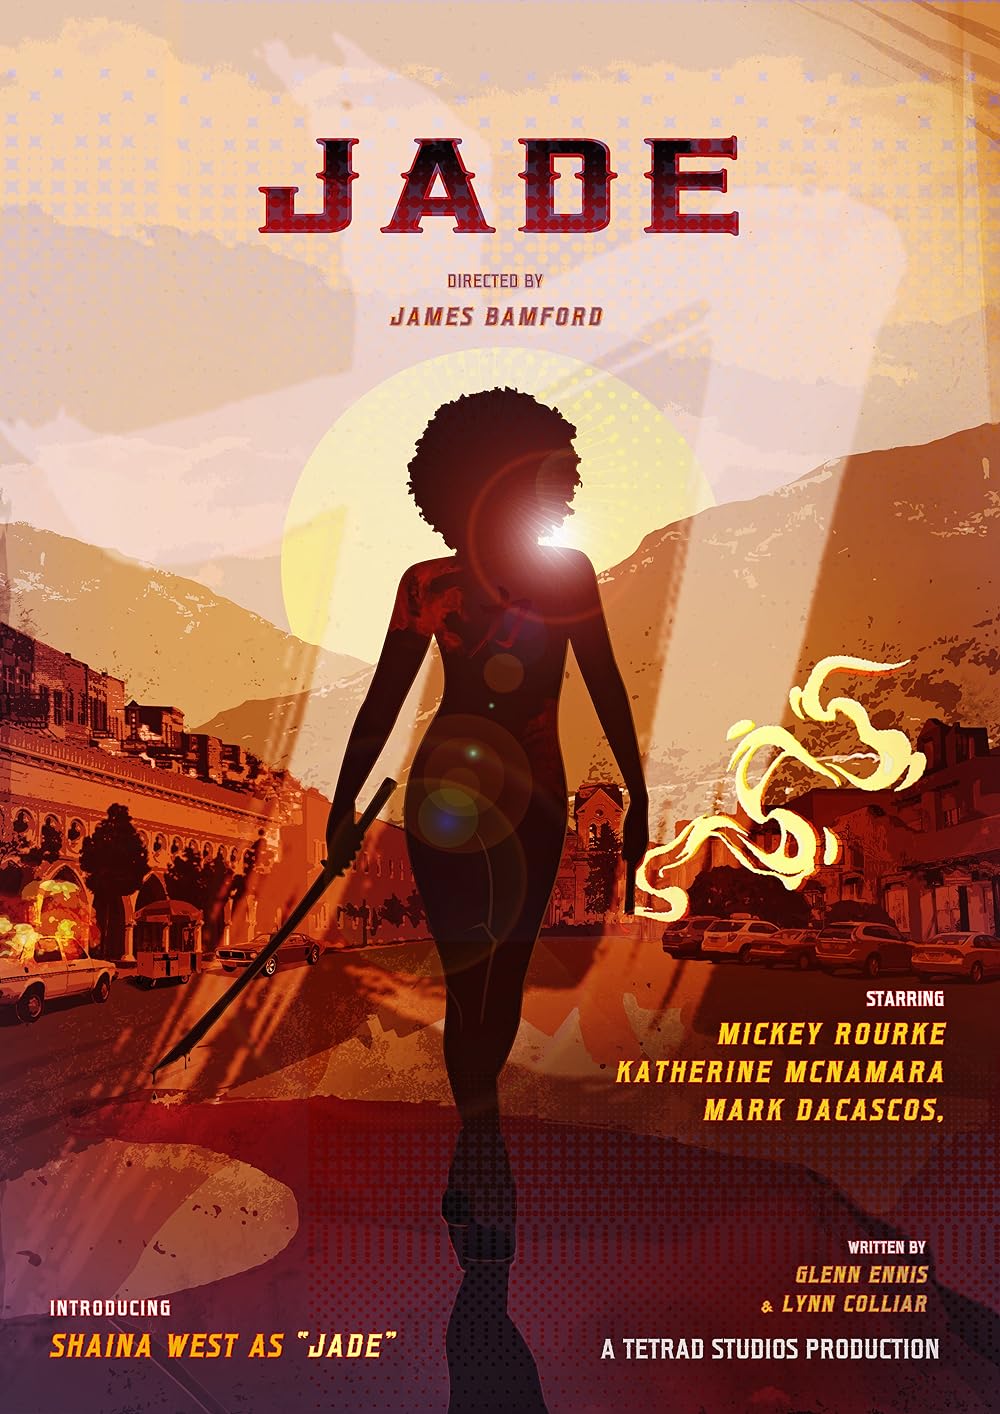 JADE
DIRECTED BY
JAMES BAMFORD
STARRING
MICKEY ROURKE
KATHERINE MCNAMARA
MARK DACASCOS,
WRITTEN BY
GLENN ENNIS
& LYNN COLLIAR
INTRODUCING
SHAINA WEST AS "JADE"
A TETRAD STUDIOS PRODUCTION